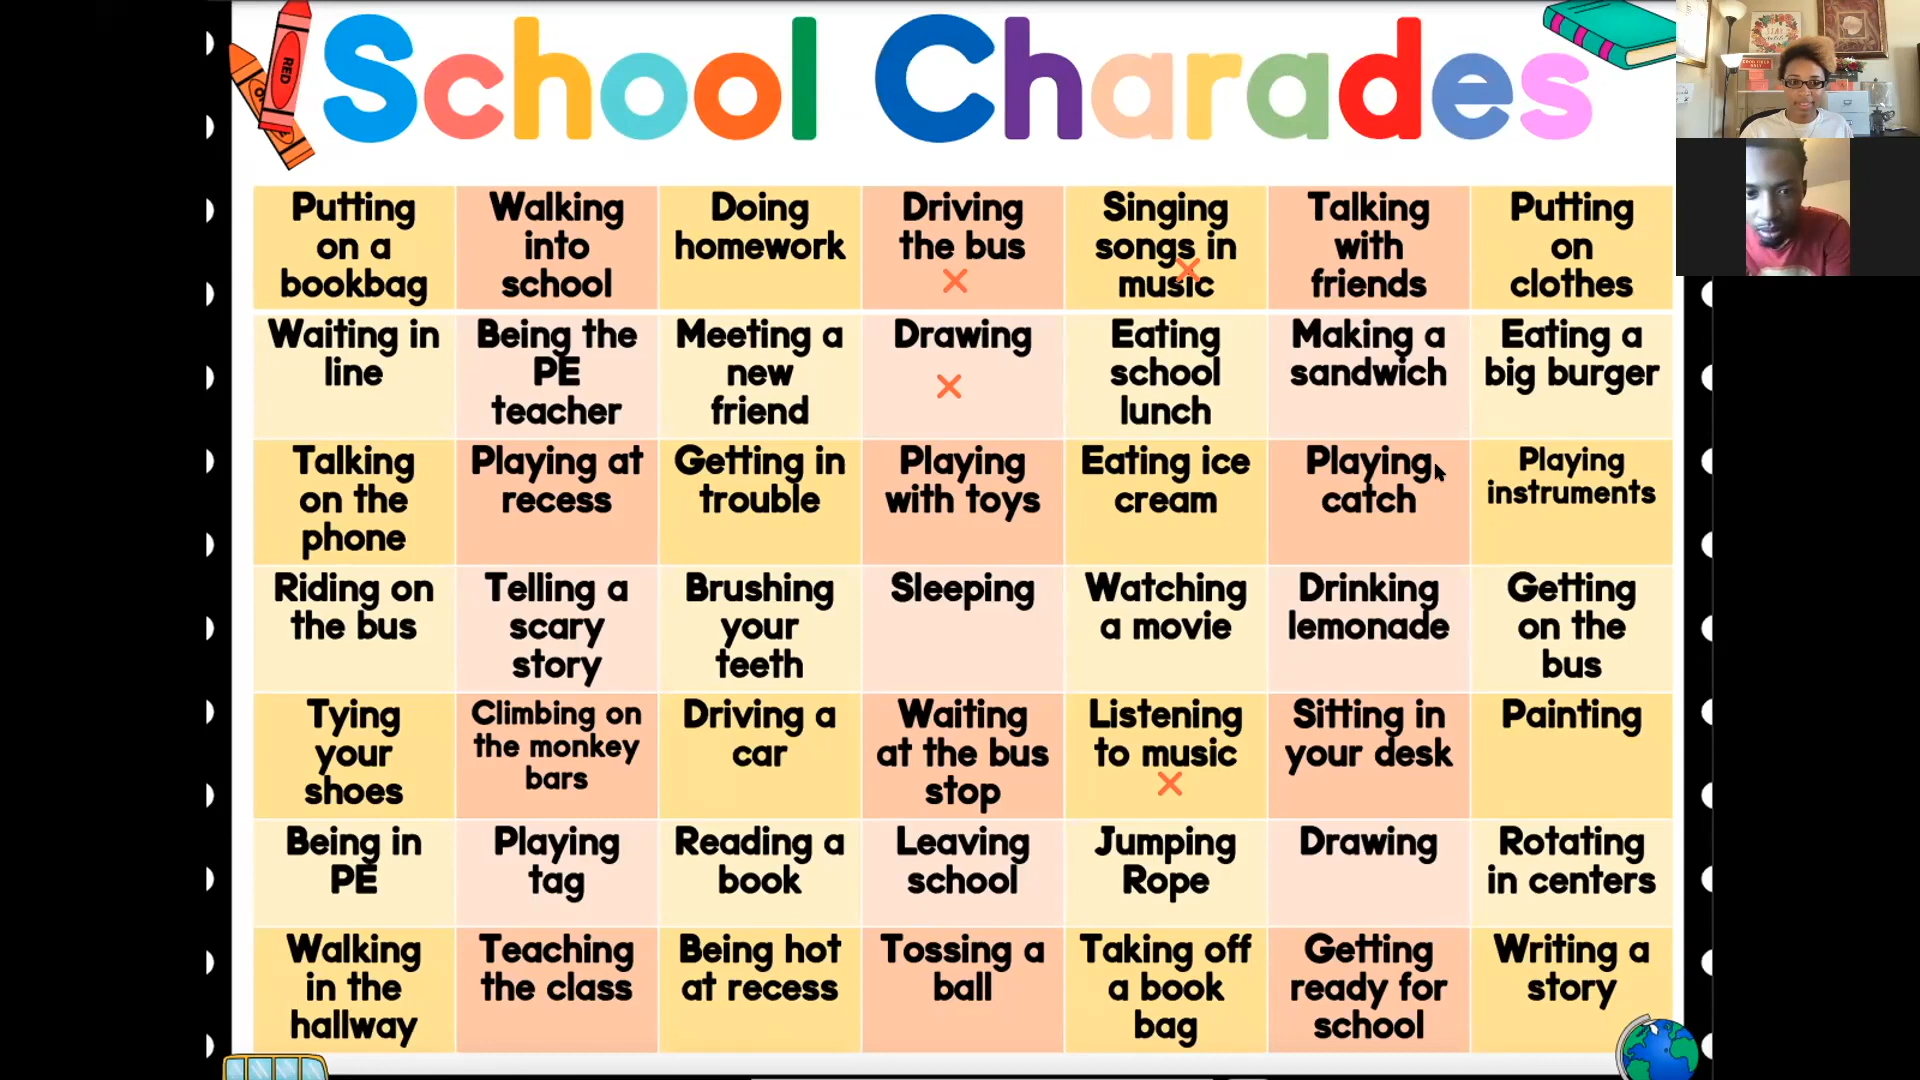 School Charades
RED
Putting on a bookbag
Walking into school
Doing homework
Driving the bus
Singing songs in music
Talking with friends
Putting on clothes
Waiting in line
Being the PE teacher
Meeting a new friend
Drawing
Eating school lunch
Making a sandwich
Eating a big burger
Talking on the phone
Playing at recess
Getting in trouble
Playing with toys
Eating ice cream
Playing catch
Playing instruments
Riding on the bus
Telling a scary story
Brushing your teeth
Sleeping
Watching a movie
Drinking lemonade
Getting on the bus
Tying your shoes
Climbing on the monkey bars
Driving a car
Waiting at the bus stop
Listening to music
Sitting in your desk
Painting
Being in PE
Playing tag
Reading a book
Leaving school
Jumping Rope
Drawing
Rotating in centers
Walking in the hallway
Teaching the class
Being hot at recess
Tossing a ball
Taking off a book bag
Getting ready for school
Writing a story